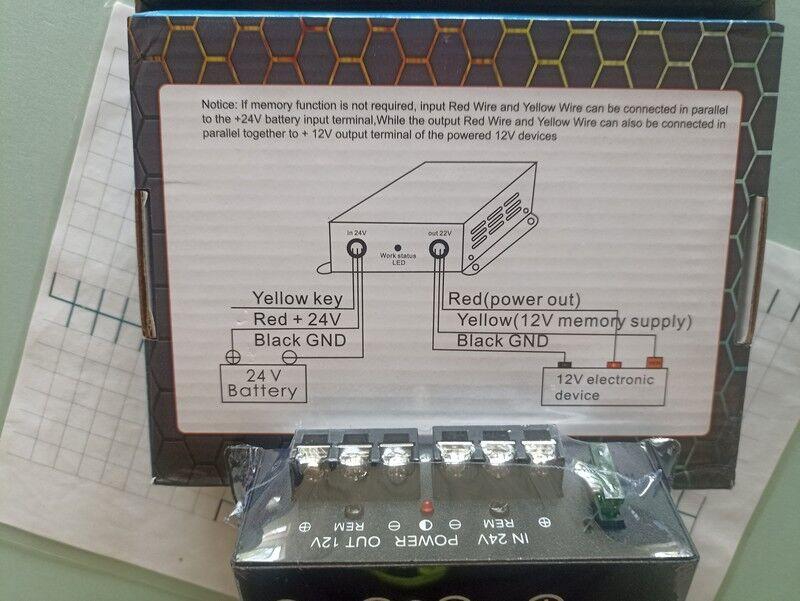 Notice: If memory function is not required, input Red Wire and Yellow Wire can be connected in parallel
to the +24V battery input terminal,While the output Red Wire and Yellow Wire can also be connected in
parallel together to + 12V output terminal of the powered 12V devices
in 24V
out 22V
Work status
LED
Yellow key
Red + 24V
Black GND
Red(power out)
Yellow(12V memory supply)
Black GND
24V
Battery
12V electronic
device
IN 24V POWER OUT 12V
⊕ REM ⊖ ⊖ REM ⊕